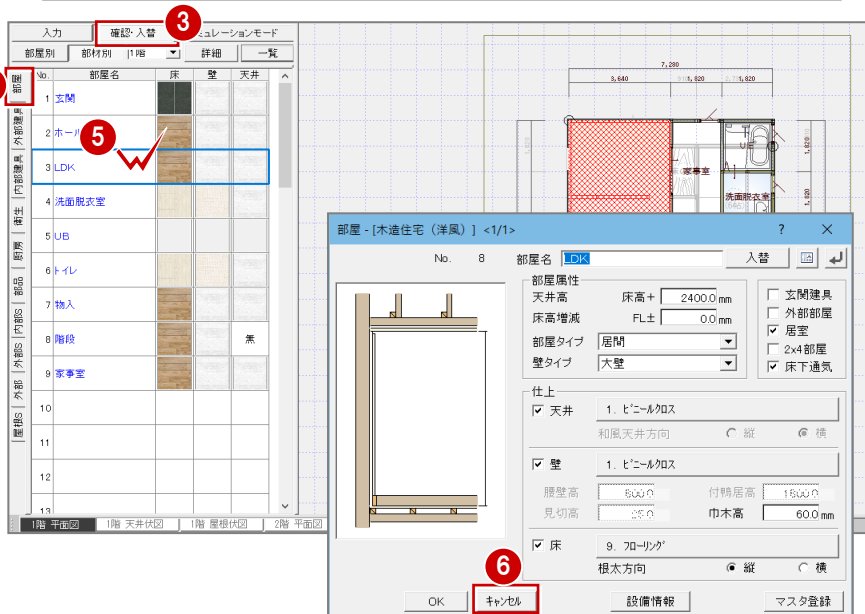 3
入力 確認･入替 ミュレーションモード
部屋別 部材別 1階 詳細 一覧
No. 部屋名 床 壁 天井
部屋
外部建具
内部建具
衛生
厨房
部品
内部S
外部S
外部
屋根S
1 玄関
2 ホール
5
3 LDK
4 洗面脱衣室
5 UB
6 トイレ
7 物入
8 階段 無
9 家事室
10
11
12
13
1階 平面図 1階 天井伏図 1階 屋根伏図 2階 平面図
7,280
3,640 1,820 1,820
1,820
1,820
家事室
洗面脱衣室
部屋 - [木造住宅（洋風）] <1/1> ? ×
No. 8 部屋名 LDK 入替
部屋属性
天井高 床高＋ 2400.0 mm
床高増減 FL± 0.0 mm
部屋タイプ 居間
壁タイプ 大壁
玄関建具
外部部屋
居室
2x4部屋
床下通気
仕上
天井 1. ﾋﾞﾆｰﾙｸﾛｽ
和風天井方向 縦 横
壁 1. ﾋﾞﾆｰﾙｸﾛｽ
腰壁高 付鴨居高
見切高 巾木高 60.0 mm
床 9. ﾌﾛｰﾘﾝｸﾞ
根太方向 縦 横
6
OK ｷｬﾝｾﾙ 設備情報 マスタ登録